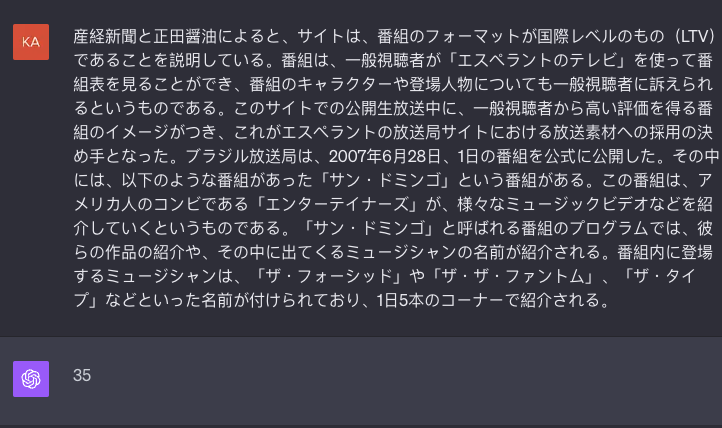 KA
産経新聞と正田醤油によると、サイトは、番組のフォーマットが国際レベルのもの（LTV）
であることを説明している。番組は、一般視聴者が「エスペラントのテレビ」を使って番
組表を見ることができ、番組のキャラクターや登場人物についても一般視聴者に訴えられ
るというものである。このサイトでの公開生放送中に、一般視聴者から高い評価を得る番
組のイメージがつき、これがエスペラントの放送局サイトにおける放送素材への採用の決
め手となった。ブラジル放送局は、2007年6月28日、1日の番組を公式に公開した。その中
には、以下のような番組があった「サン・ドミンゴ」という番組がある。この番組は、ア
メリカ人のコンビである「エンターテイナーズ」が、様々なミュージックビデオなどを紹
介していくというものである。「サン・ドミンゴ」と呼ばれる番組のプログラムでは、彼
らの作品の紹介や、その中に出てくるミュージシャンの名前が紹介される。番組内に登場
するミュージシャンは、「ザ・フォーシッド」や「ザ・ザ・ファントム」、「ザ・タイ
プ」などといった名前が付けられており、1日5本のコーナーで紹介される。
35